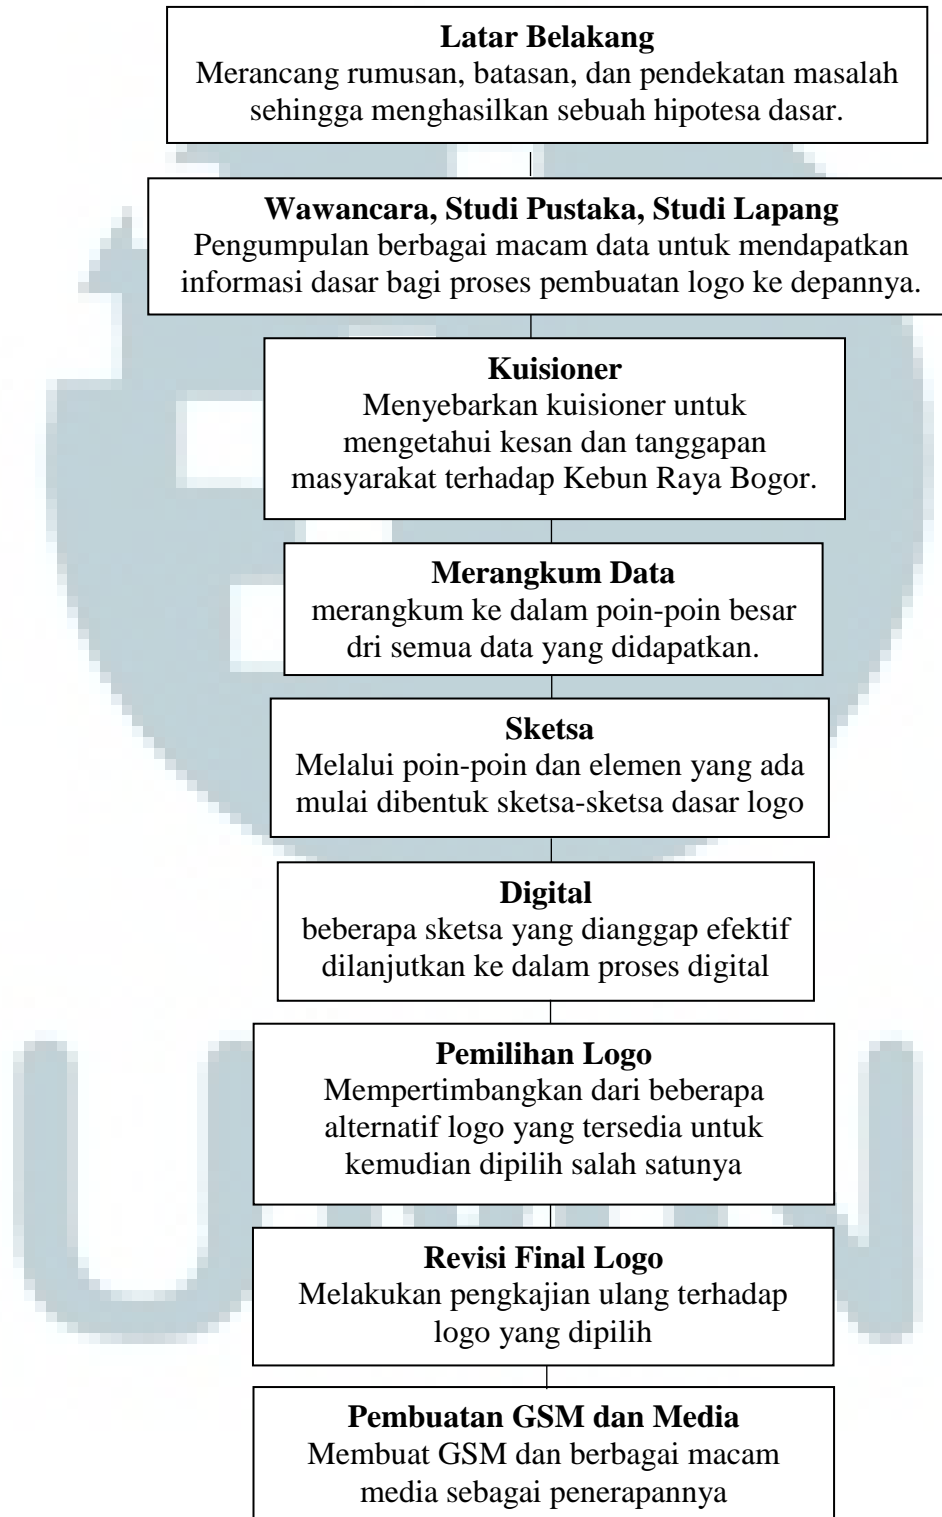 Latar Belakang
Merancang rumusan, batasan, dan pendekatan masalah
sehingga menghasilkan sebuah hipotesa dasar.
Wawancara, Studi Pustaka, Studi Lapang
Pengumpulan berbagai macam data untuk mendapatkan
informasi dasar bagi proses pembuatan logo ke depannya.
Kuisioner
Menyebarkan kuisioner untuk
mengetahui kesan dan tanggapan
masyarakat terhadap Kebun Raya Bogor.
Merangkum Data
merangkum ke dalam poin-poin besar
dri semua data yang didapatkan.
Sketsa
Melalui poin-poin dan elemen yang ada
mulai dibentuk sketsa-sketsa dasar logo
Digital
beberapa sketsa yang dianggap efektif
dilanjutkan ke dalam proses digital
Pemilihan Logo
Mempertimbangkan dari beberapa
alternatif logo yang tersedia untuk
kemudian dipilih salah satunya
Revisi Final Logo
Melakukan pengkajian ulang terhadap
logo yang dipilih
Pembuatan GSM dan Media
Membuat GSM dan berbagai macam
media sebagai penerapannya